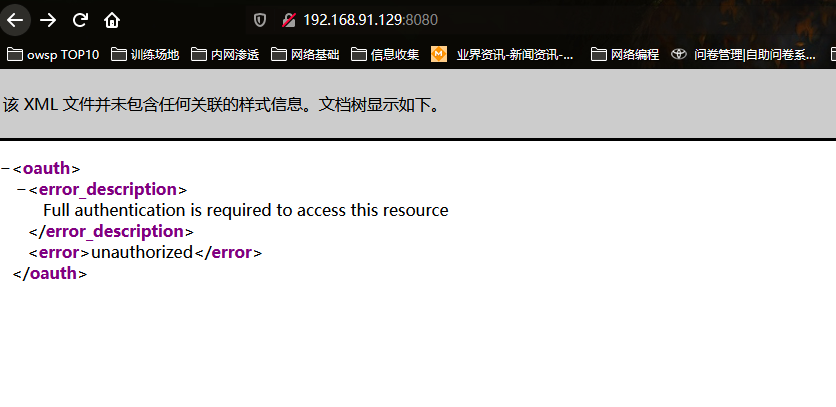 192.168.91.129:8080
owsp TOP10 训练场地 内网渗透 网络基础 信息收集 业界资讯-新闻资讯-... 网络编程 问卷管理|自助问卷系...
该 XML 文件并未包含任何关联的样式信息。文档树显示如下。
−<oauth>
−<error_description>
Full authentication is required to access this resource
</error_description>
<error>unauthorized</error>
</oauth>